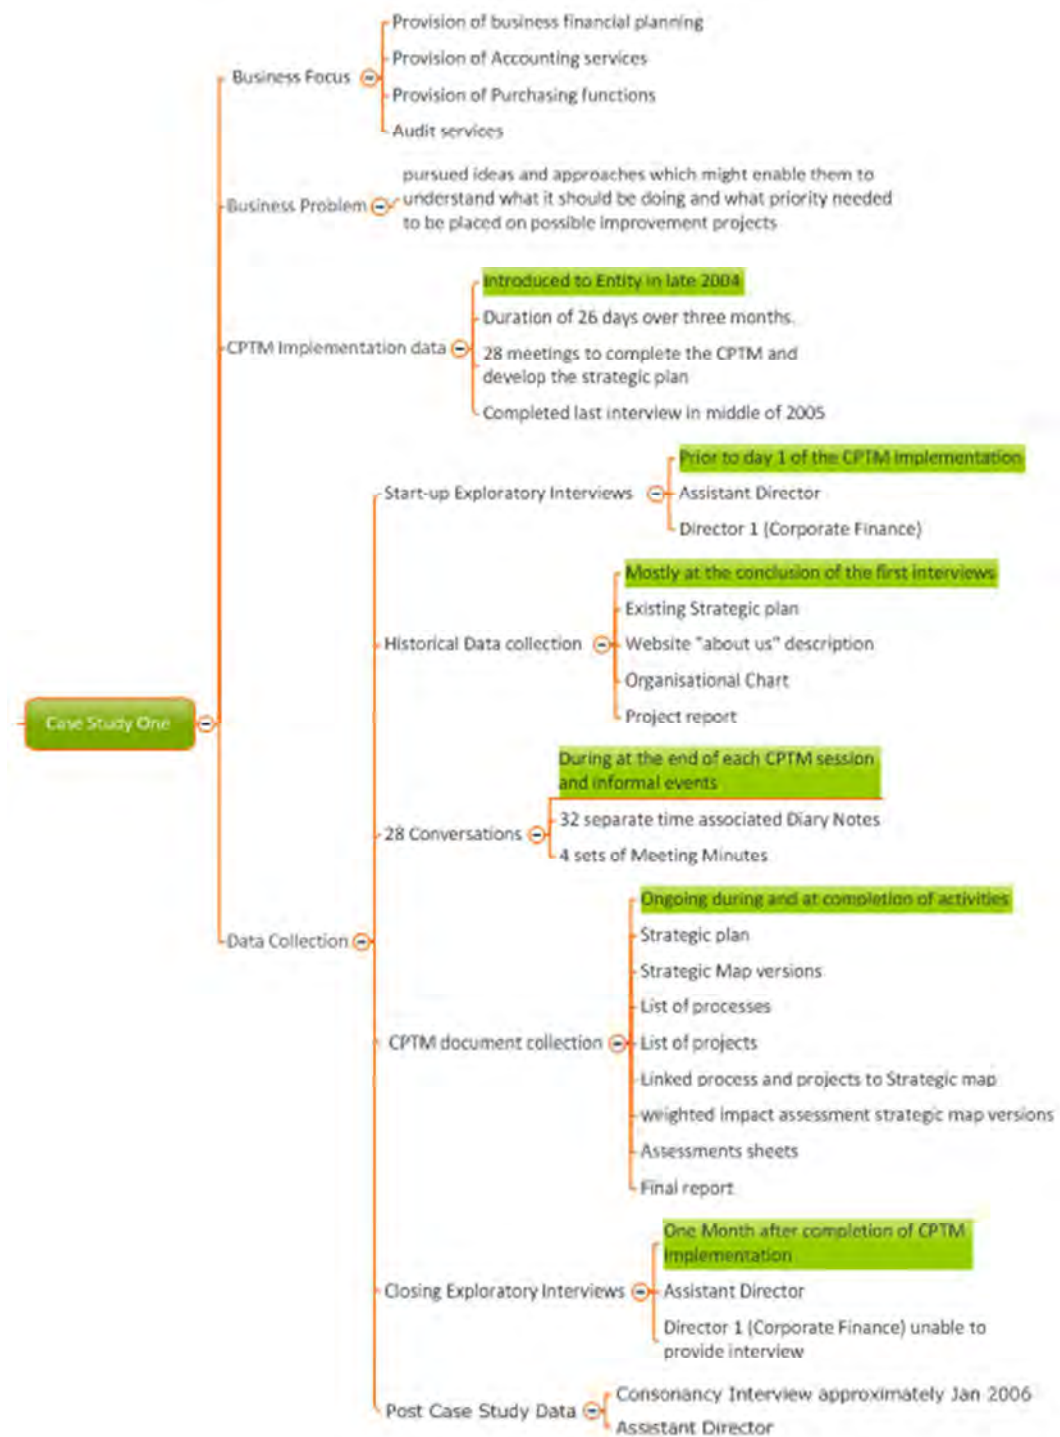 Provision of business financial planning
Provision of Accounting services
Business Focus
Provision of Purchasing functions
Audit services
pursued ideas and approaches which might enable them to
Business Problem
understand what it should be doing and what priority needed
to be placed on possible improvement projects
Introduced to Entity in late 2004
Duration of 26 days over three months.
CPTM Implementation data
28 meetings to complete the CPTM and
develop the strategic plan
Completed last interview in middle of 2005
Prior to day 1 of the CPTM implementation
Start-up Exploratory Interviews
Assistant Director
Director 1 (Corporate Finance)
Mostly at the conclusion of the first interviews
Existing Strategic plan
Historical Data collection
Website "about us" description
Organisational Chart
Project report
Case Study One
During at the end of each CPTM session
and informal events
28 Conversations
32 separate time associated Diary Notes
4 sets of Meeting Minutes
Data Collection
Ongoing during and at completion of activities
Strategic plan
Strategic Map versions
List of processes
CPTM document collection
List of projects
Linked process and projects to Strategic map
weighted impact assessment strategic map versions
Assessments sheets
Final report
One Month after completion of CPTM
Implementation
Closing Exploratory Interviews
Assistant Director
Director 1 (Corporate Finance) unable to
provide interview
Post Case Study Data
Consonancy Interview approximately Jan 2006
Assistant Director